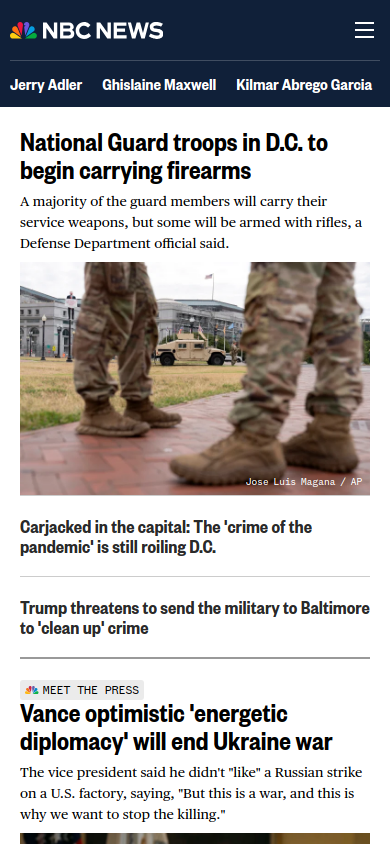 NBC NEWS
Jerry Adler Ghislaine Maxwell Kilmar Abrego Garcia
National Guard troops in D.C. to
begin carrying firearms
A majority of the guard members will carry their
service weapons, but some will be armed with rifles, a
Defense Department official said.
Jose Luis Magana / AP
Carjacked in the capital: The 'crime of the
pandemic' is still roiling D.C.
Trump threatens to send the military to Baltimore
to 'clean up' crime
MEET THE PRESS
Vance optimistic 'energetic
diplomacy' will end Ukraine war
The vice president said he didn't "like" a Russian strike
on a U.S. factory, saying, "But this is a war, and this is
why we want to stop the killing."